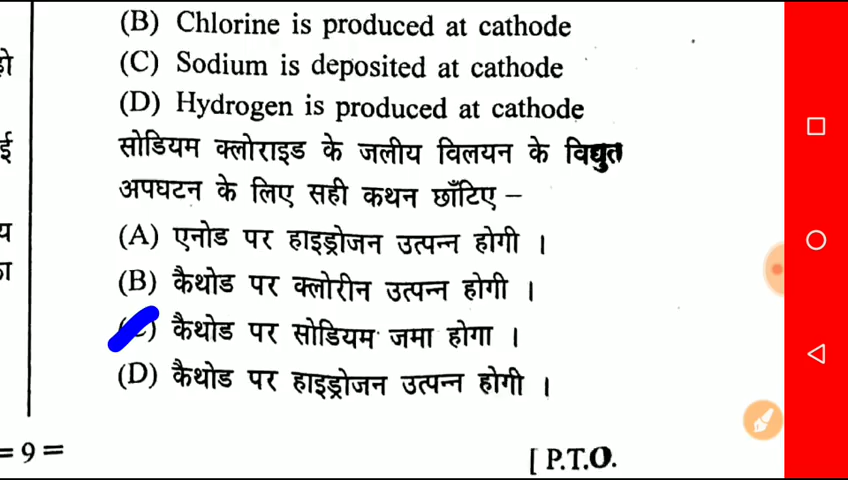 (B) Chlorine is produced at cathode
(C) Sodium is deposited at cathode
(D) Hydrogen is produced at cathode
सोडियम क्लोराइड के जलीय विलयन के विद्युत
अपघटन के लिए सही कथन छाँटिए –
(A) एनोड पर हाइड्रोजन उत्पन्न होगी ।
(B) कैथोड पर क्लोरीन उत्पन्न होगी ।
कैथोड पर सोडियम जमा होगा ।
(D) कैथोड पर हाइड्रोजन उत्पन्न होगी ।
= 9 =
[ P.T.O.